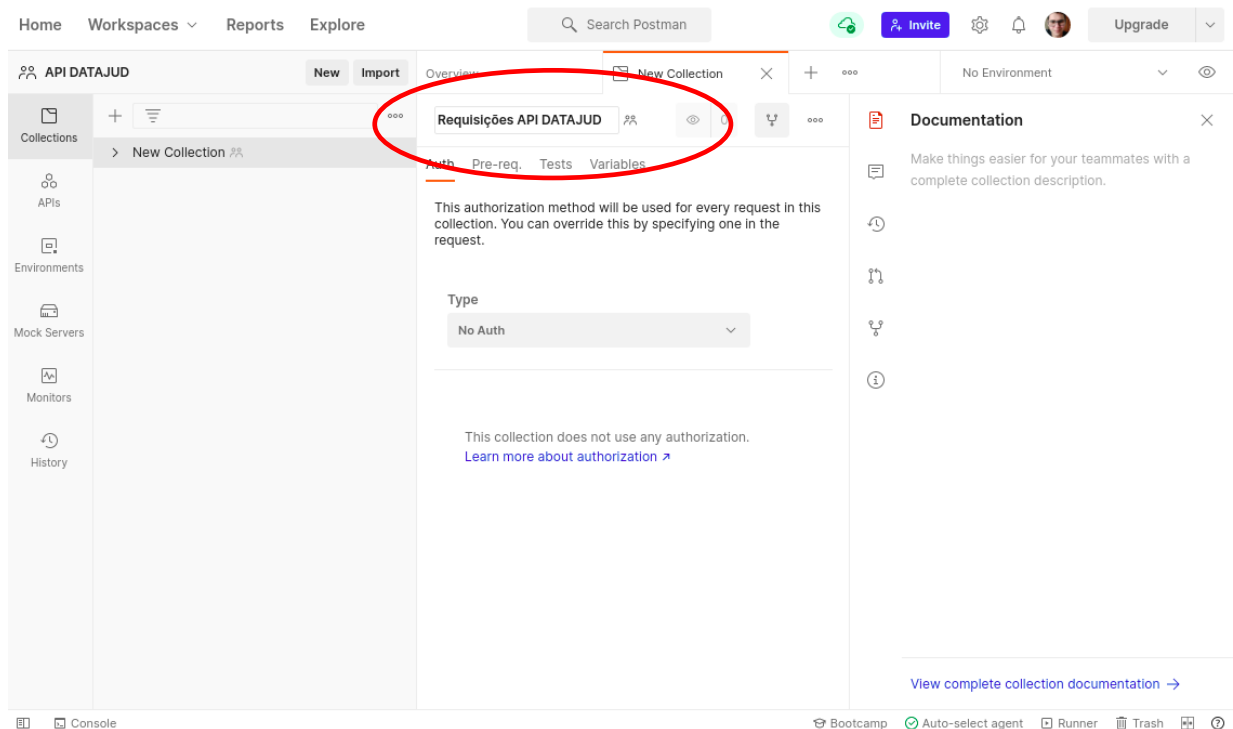 Home Workspaces Reports Explore Search Postman Invite Upgrade
API DATAJUD New Import Overview New Collection No Environment
Collections
New Collection
APIs
Environments
Mock Servers
Monitors
History
Requisições API DATAJUD 0
Auth Pre-req. Tests Variables
This authorization method will be used for every request in this
collection. You can override this by specifying one in the
request.
Type
No Auth
This collection does not use any authorization.
Learn more about authorization
Documentation
Make things easier for your teammates with a
complete collection description.
View complete collection documentation
Console Bootcamp Auto-select agent Runner Trash